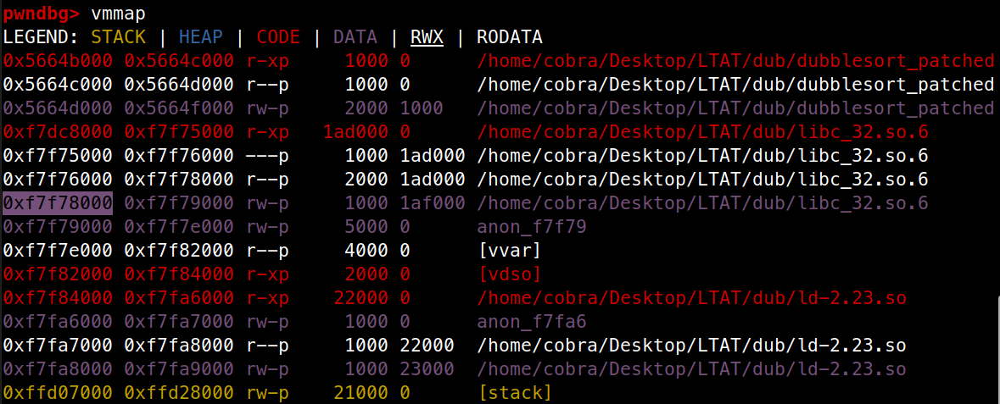 pwndbg> vmmap
LEGEND: STACK | HEAP | CODE | DATA | RWX | RODATA
0x5664b000 0x5664c000 r-xp     1000 0      /home/cobra/Desktop/LTAT/dub/dubblesort_patched
0x5664c000 0x5664d000 r--p     1000 0      /home/cobra/Desktop/LTAT/dub/dubblesort_patched
0x5664d000 0x5664f000 rw-p     2000 1000   /home/cobra/Desktop/LTAT/dub/dubblesort_patched
0xf7dc8000 0xf7f75000 r-xp   1ad000 0      /home/cobra/Desktop/LTAT/dub/libc_32.so.6
0xf7f75000 0xf7f76000 ---p     1000 1ad000 /home/cobra/Desktop/LTAT/dub/libc_32.so.6
0xf7f76000 0xf7f78000 r--p     2000 1ad000 /home/cobra/Desktop/LTAT/dub/libc_32.so.6
0xf7f78000 0xf7f79000 rw-p     1000 1af000 /home/cobra/Desktop/LTAT/dub/libc_32.so.6
0xf7f79000 0xf7f7e000 rw-p     5000 0      anon_f7f79
0xf7f7e000 0xf7f82000 r--p     4000 0      [vvar]
0xf7f82000 0xf7f84000 r-xp     2000 0      [vdso]
0xf7f84000 0xf7fa6000 r-xp    22000 0      /home/cobra/Desktop/LTAT/dub/ld-2.23.so
0xf7fa6000 0xf7fa7000 rw-p     1000 0      anon_f7fa6
0xf7fa7000 0xf7fa8000 r--p     1000 22000  /home/cobra/Desktop/LTAT/dub/ld-2.23.so
0xf7fa8000 0xf7fa9000 rw-p     1000 23000  /home/cobra/Desktop/LTAT/dub/ld-2.23.so
0xffd07000 0xffd28000 rw-p    21000 0      [stack]